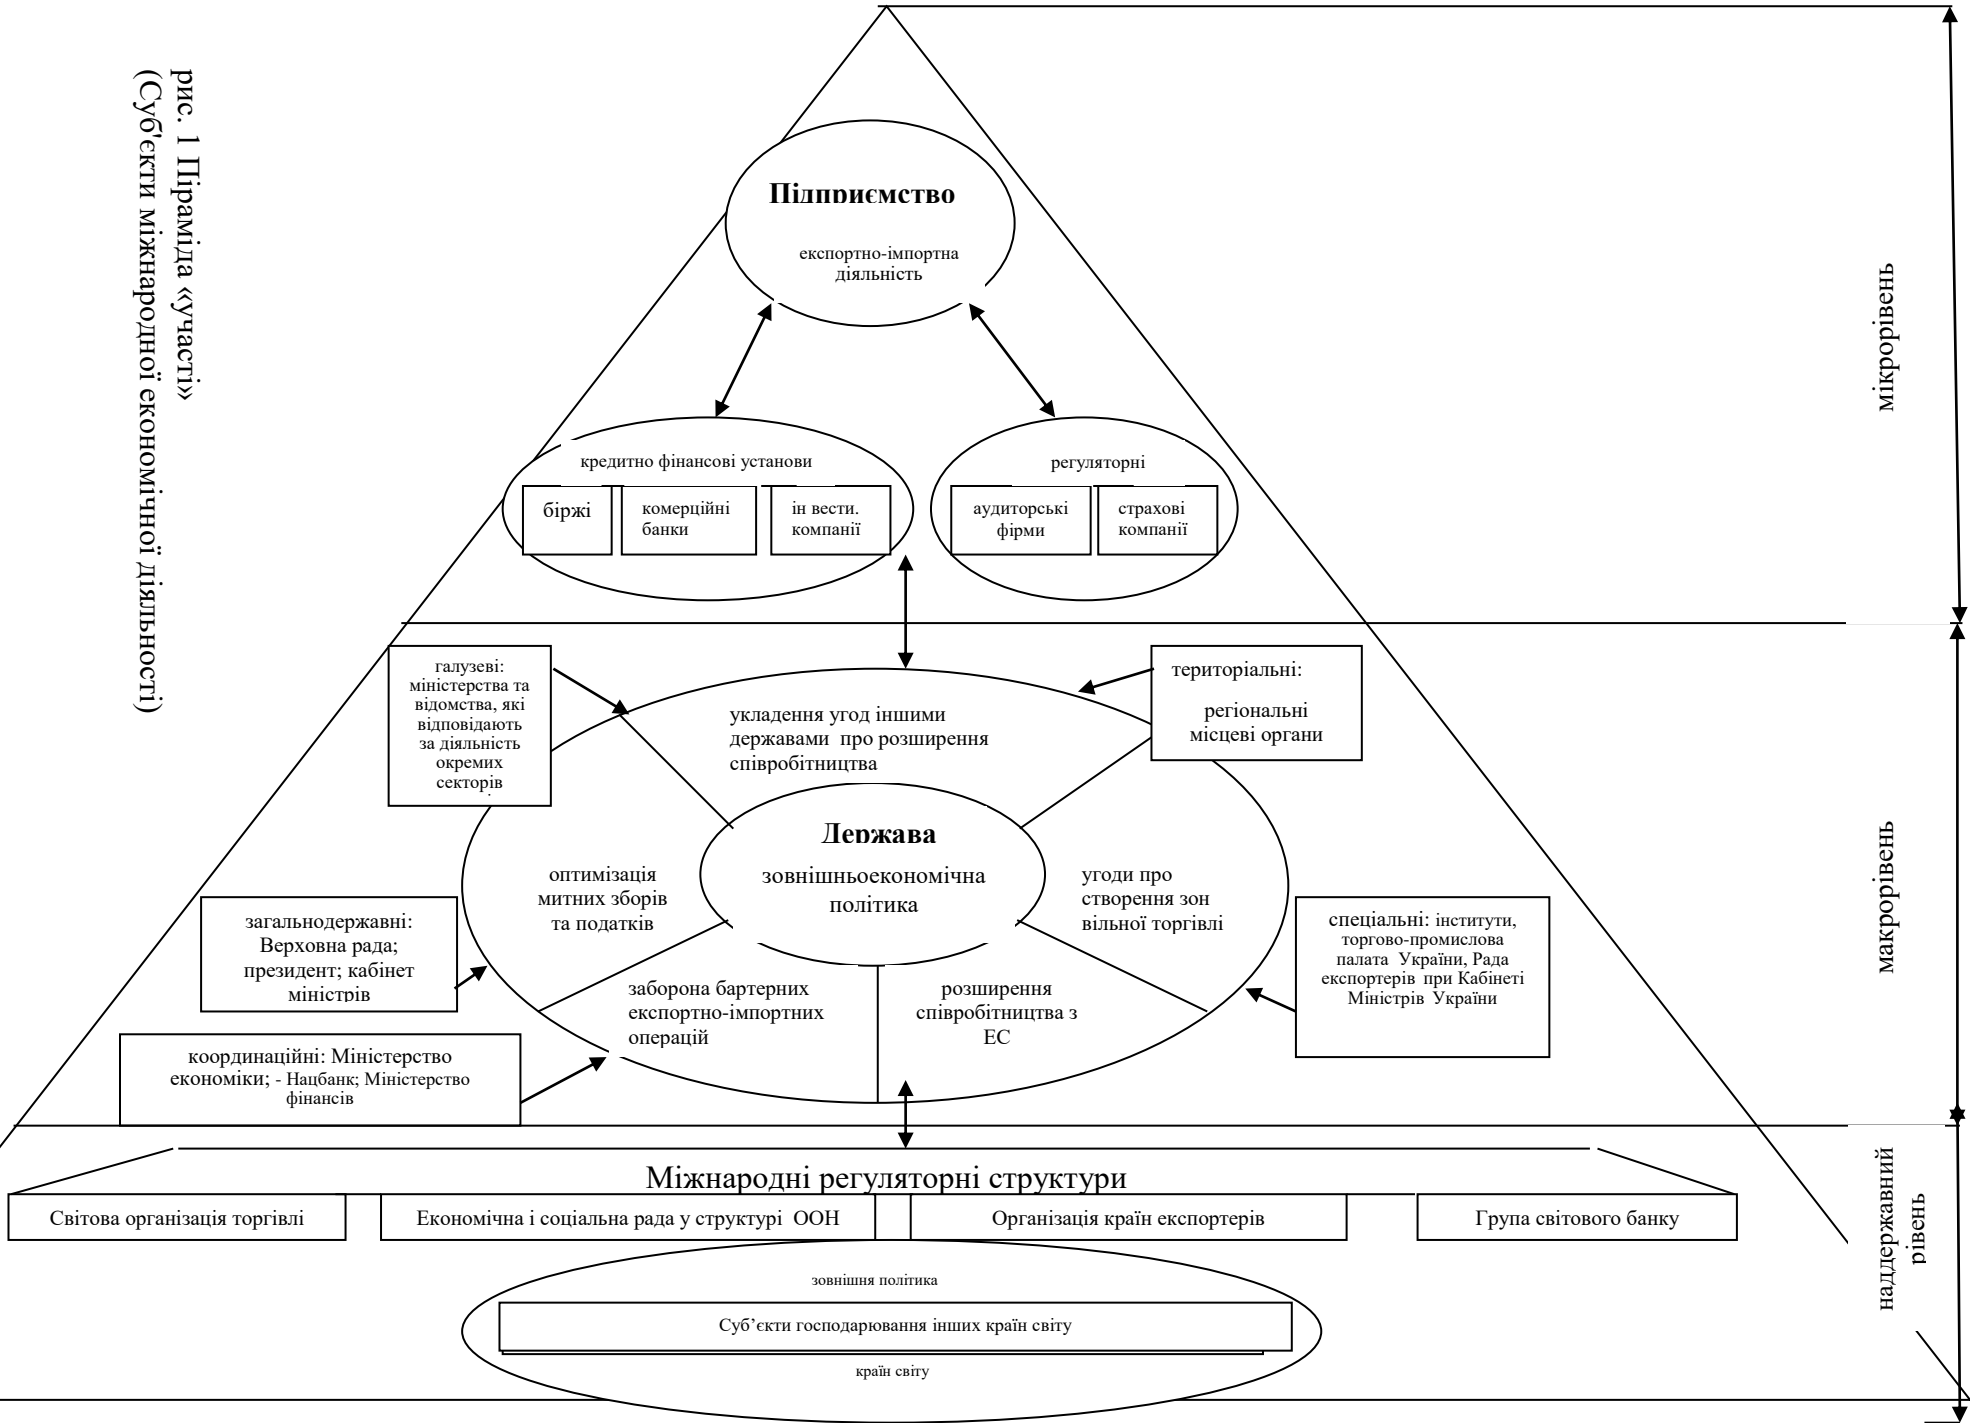 рис. 1 Піраміда «участі»
(Суб'єкти міжнародної економічної діяльності)
Підприємство
експортно-імпортна
діяльність
мікрорівень
кредитно фінансові установи
біржі
комерційні
банки
ін вести.
компанії
регуляторні
аудиторські
фірми
страхові
компанії
галузеві:
міністерства та
відомства, які
відповідають
за діяльність
окремих
секторів
територіальні:
регіональні
місцеві органи
укладення угод іншими
державами про розширення
співробітництва
Держава
зовнішньоекономічна
політика
оптимізація
митних зборів
та податків
угоди про
створення зон
вільної торгівлі
макрорівень
загальнодержавні:
Верховна рада;
президент; кабінет
міністрів
спеціальні: інститути,
торгово-промислова
палата України, Рада
експортерів при Кабінеті
Міністрів України
заборона бартерних
експортно-імпортних
операцій
розширення
співробітництва з
ЕС
координаційні: Міністерство
економіки; - Нацбанк; Міністерство
фінансів
Міжнародні регуляторні структури
Світова організація торгівлі
Економічна і соціальна рада у структурі ООН
Організація країн експортерів
Група світового банку
наддержавний
рівень
зовнішня політика
Суб’єкти господарювання інших країн світу
країн світу